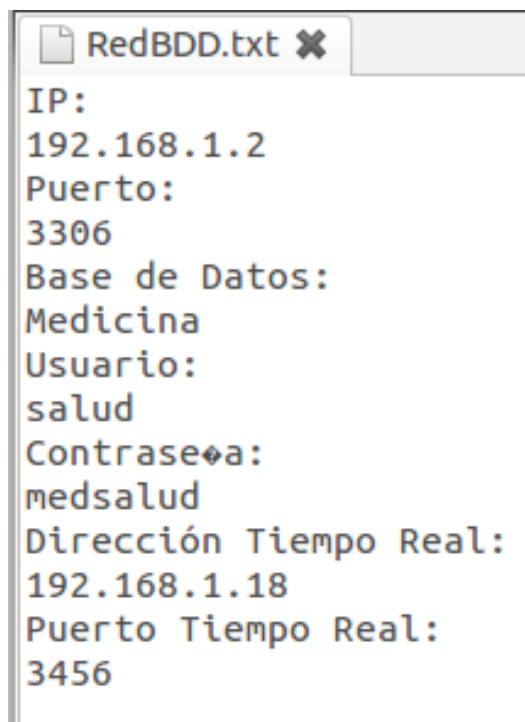 RedBDD.txt
IP:
192.168.1.2
Puerto:
3306
Base de Datos:
Medicina
Usuario:
salud
Contrase�a:
medsalud
Dirección Tiempo Real:
192.168.1.18
Puerto Tiempo Real:
3456